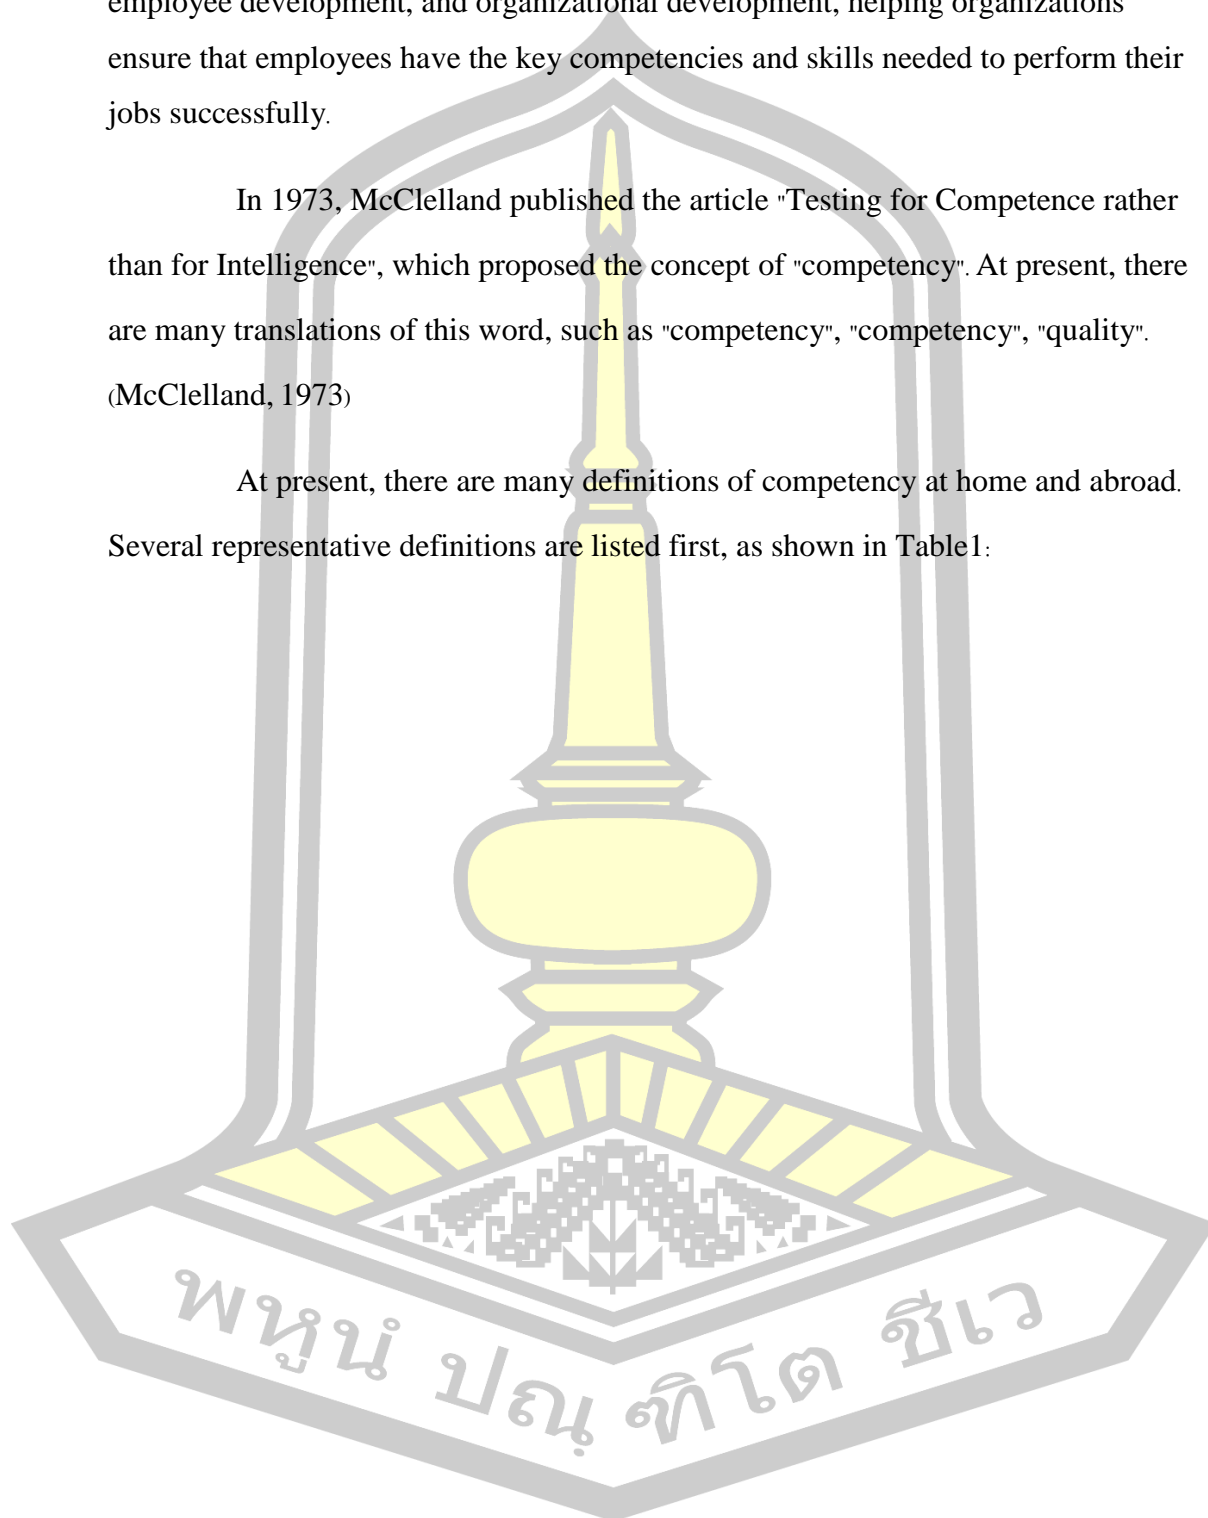 employee development, and organizational development, helping organizations
ensure that employees have the key competencies and skills needed to perform their
jobs successfully.
In 1973, McClelland published the article "Testing for Competence rather
than for Intelligence", which proposed the concept of "competency". At present, there
are many translations of this word, such as "competency", "competency", "quality".
(McClelland, 1973)
At present, there are many definitions of competency at home and abroad.
Several representative definitions are listed first, as shown in Table1:
พหูนํ ปณฺฑิโต ชีเว